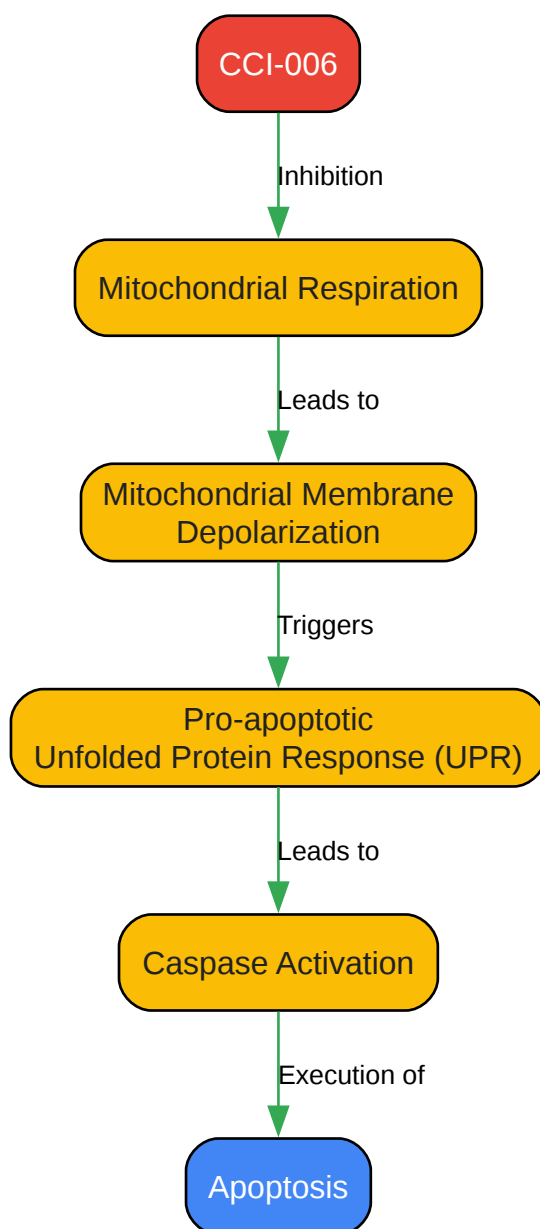 CCI-006
Inhibition
Mitochondrial Respiration
Leads to
Mitochondrial Membrane
Depolarization
Triggers
Pro-apoptotic
Unfolded Protein Response (UPR)
Leads to
Caspase Activation
Execution of
Apoptosis